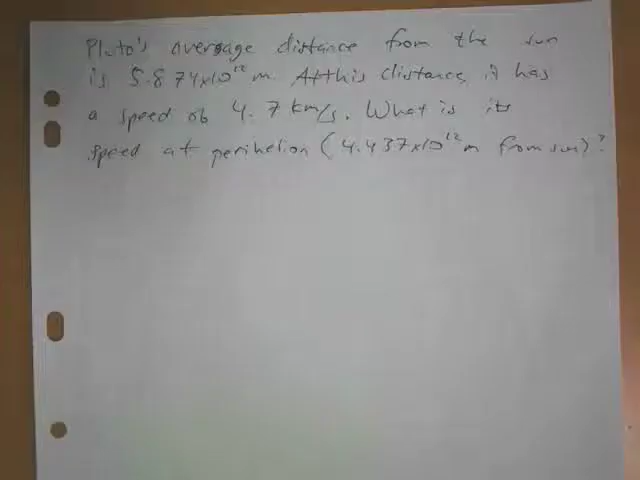 Pluto's average distance from the sun
is 5.874x10¹² m. At this distance, it has
a speed of 4.7 km/s. What is its
speed at perihelion (4.437x10¹² m from sun)?